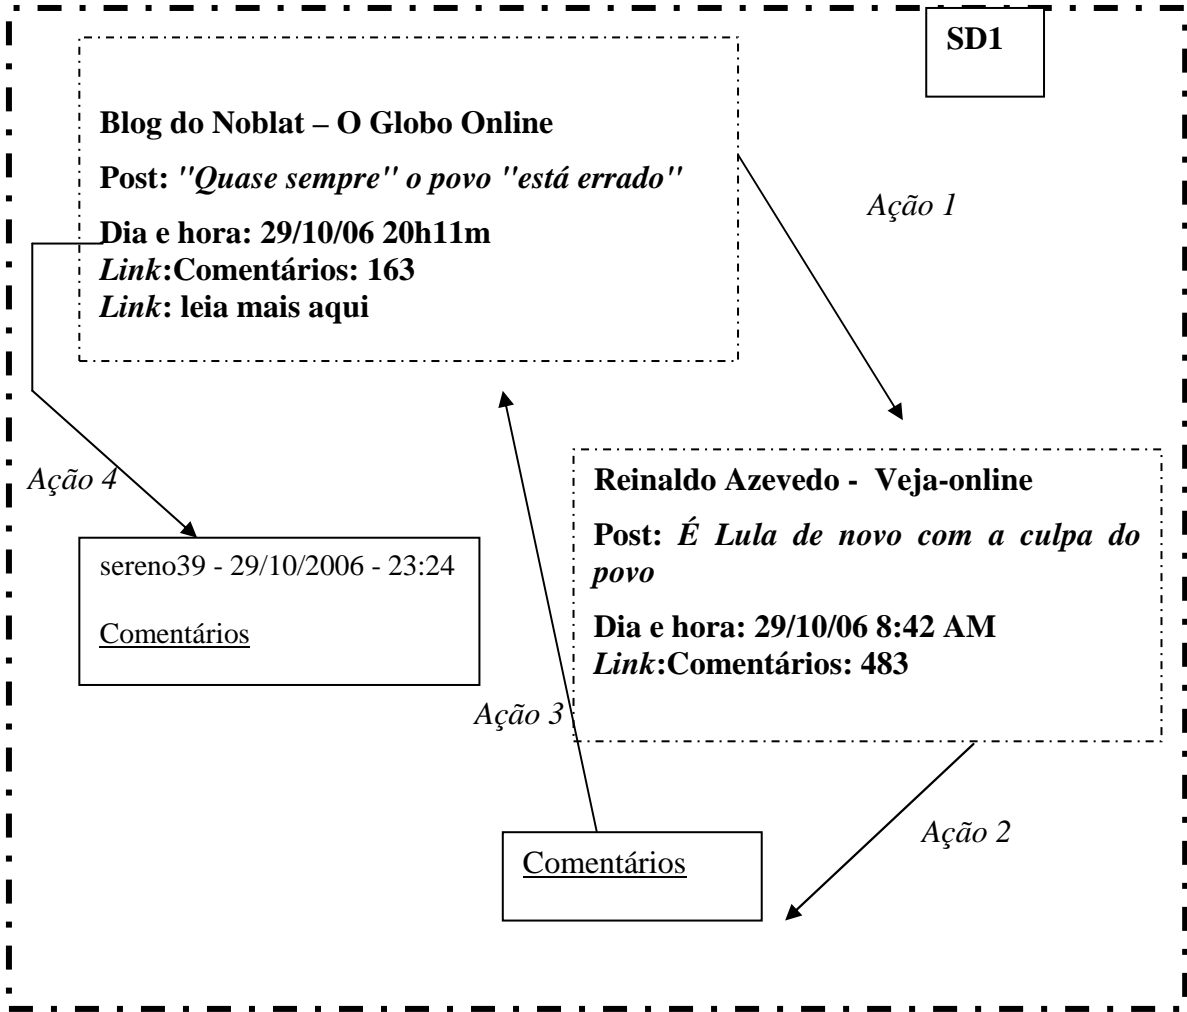 SD1
Blog do Noblat – O Globo Online
Post: "Quase sempre" o povo "está errado"
Dia e hora: 29/10/06 20h11m
Link:Comentários: 163
Link: leia mais aqui
Ação 1
Ação 4
Reinaldo Azevedo - Veja-online
Post: É Lula de novo com a culpa do
povo
Dia e hora: 29/10/06 8:42 AM
Link:Comentários: 483
sereno39 - 29/10/2006 - 23:24
Comentários
Ação 3
Ação 2
Comentários